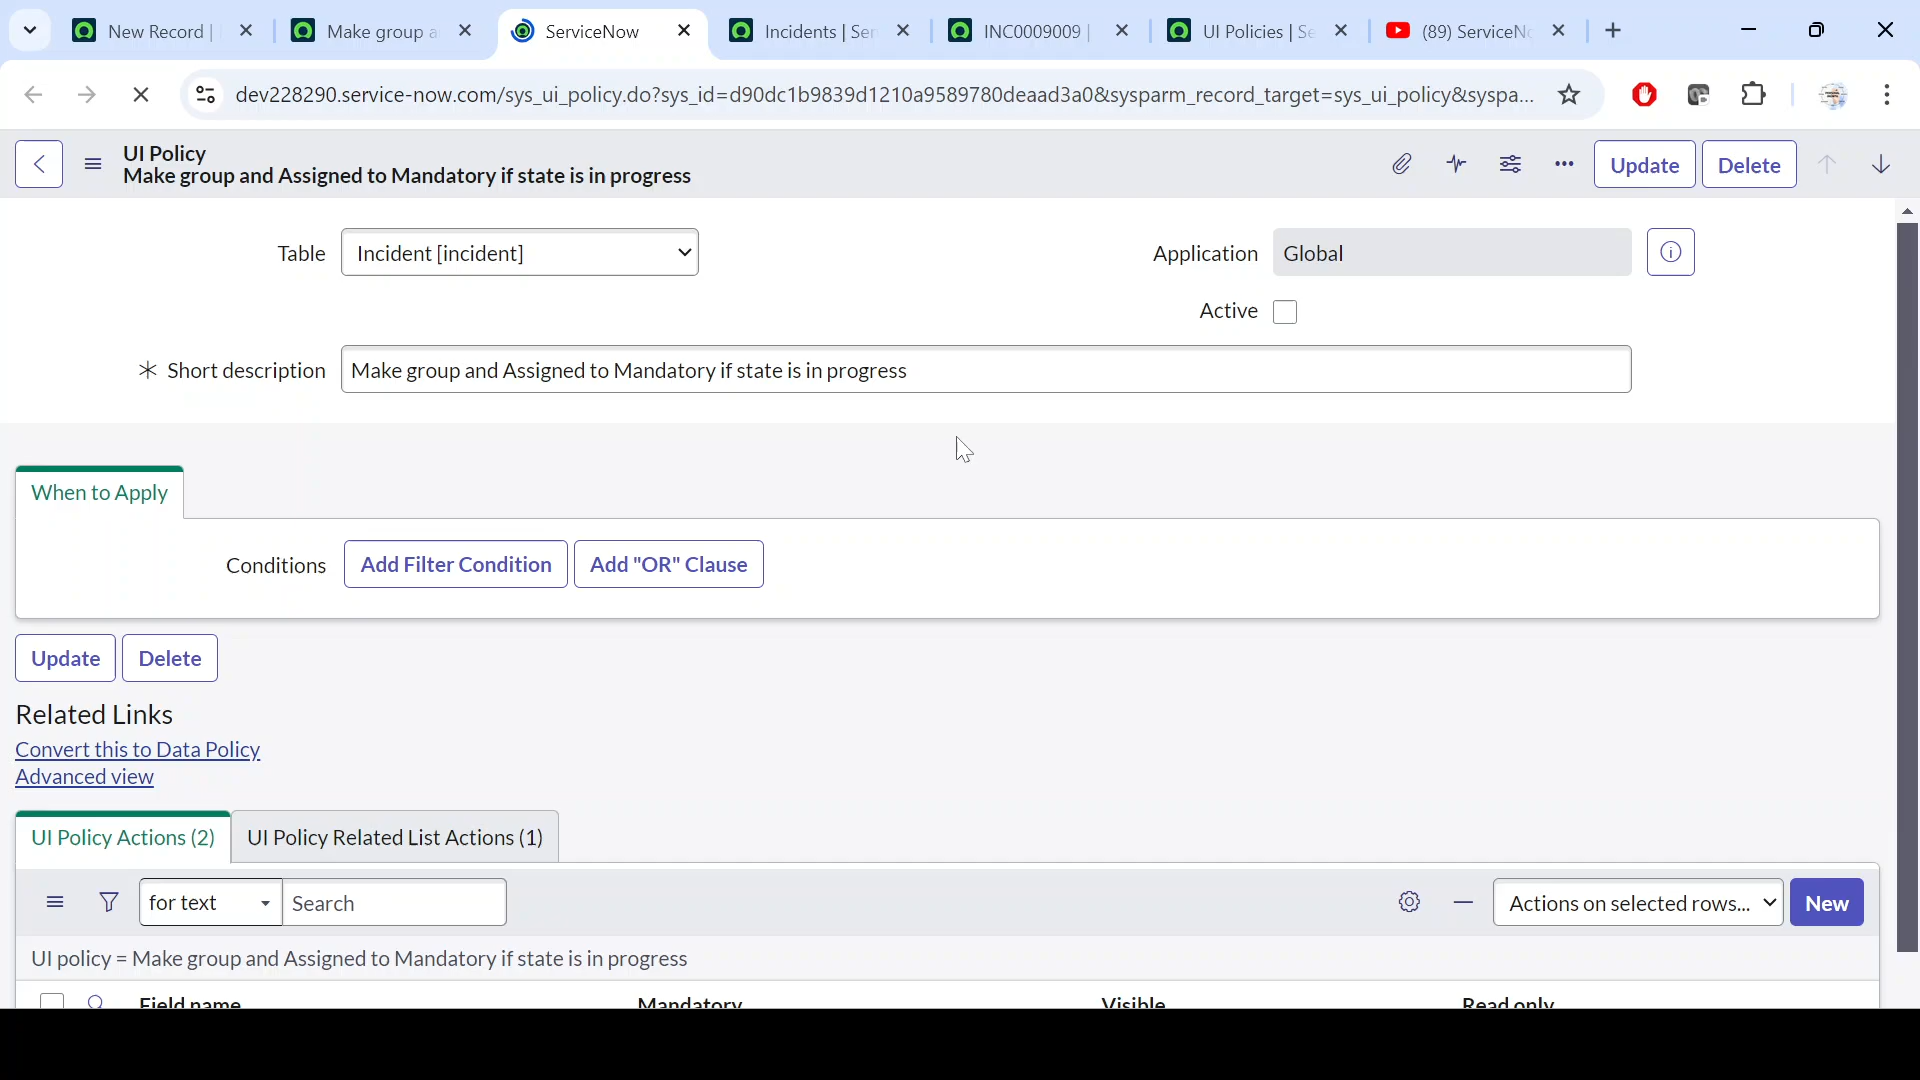 New Record |
Make group a
ServiceNow
Incidents | Ser
INC0009009 |
UI Policies | Se
(89) ServiceN
dev228290.service-now.com/sys_ui_policy.do?sys_id=d90dc1b9839d1210a9589780deaad3a0&sysparm_record_target=sys_ui_policy&syspa...
UI Policy
Make group and Assigned to Mandatory if state is in progress
Update
Delete
Table
Incident [incident]
Application
Global
Active
Short description
Make group and Assigned to Mandatory if state is in progress
When to Apply
Conditions
Add Filter Condition
Add "OR" Clause
Update
Delete
Related Links
Convert this to Data Policy
Advanced view
UI Policy Actions (2)
UI Policy Related List Actions (1)
for text
Search
Actions on selected rows...
New
UI policy = Make group and Assigned to Mandatory if state is in progress
Field name
Mandatory
Visible
Read only